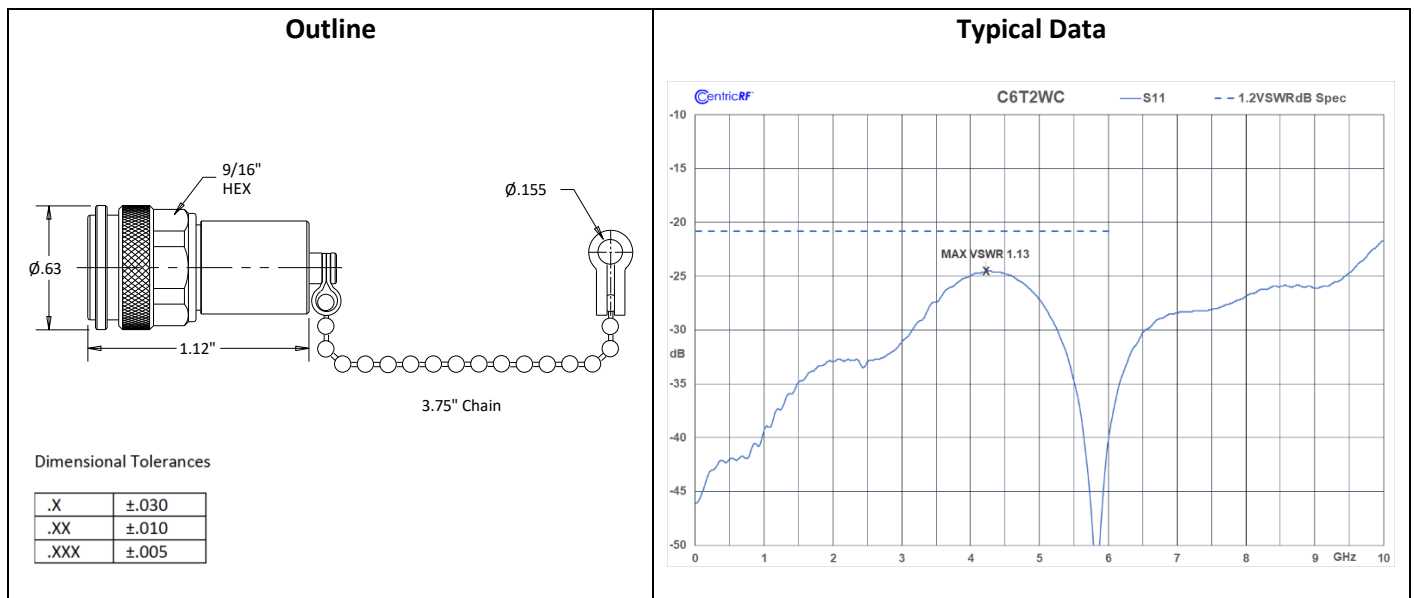 Outline
9/16"
HEX
Ø.155
Ø.63
1.12"
3.75" Chain
Dimensional Tolerances
.X ±.030
.XX ±.010
.XXX ±.005
Typical Data
CentricRF™
C6T2WC
S11
1.2VSWRdB Spec
-10
-15
-20
MAX VSWR 1.13
X
-25
-30
dB
-35
-40
-45
-50
0 1 2 3 4 5 6 7 8 9 GHz 10